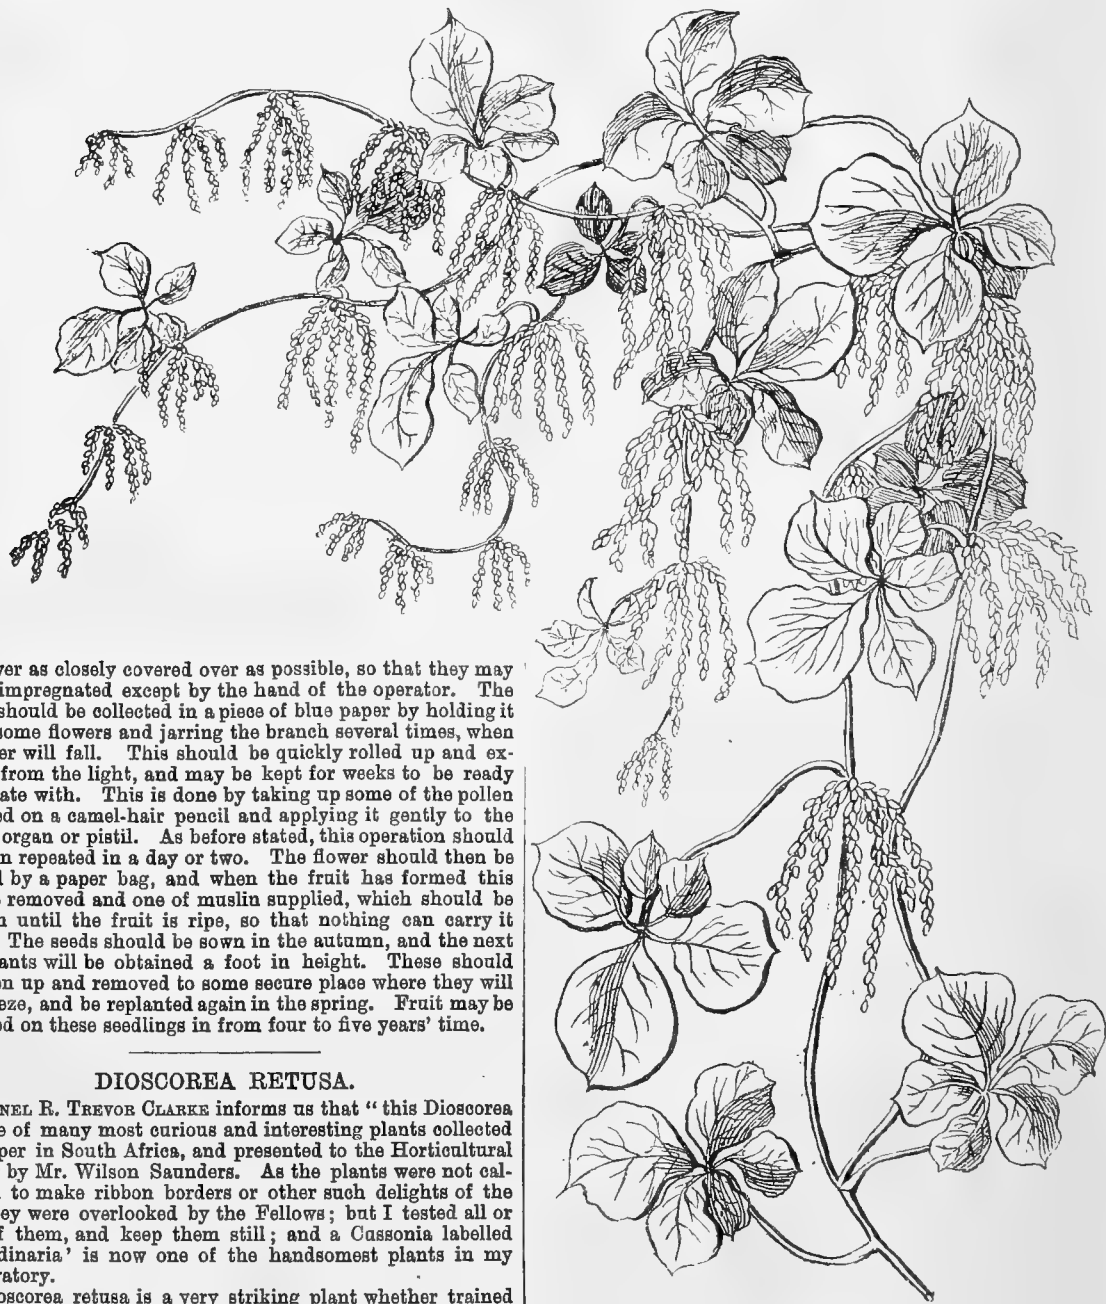 ver as closely covered over as possible, so that they may
impregnated except by the hand of the operator. The
should be collected in a piece of blue paper by holding it
some flowers and jarring the branch several times, when
er will fall. This should be quickly rolled up and ex-
from the light, and may be kept for weeks to be ready
ate with. This is done by taking up some of the pollen
ed on a camel-hair pencil and applying it gently to the
organ or pistil. As before stated, this operation should
n repeated in a day or two. The flower should then be
d by a paper bag, and when the fruit has formed this
removed and one of muslin supplied, which should be
n until the fruit is ripe, so that nothing can carry it
The seeds should be sown in the autumn, and the next
ants will be obtained a foot in height. These should
n up and removed to some secure place where they will
eze, and be replanted again in the spring. Fruit may be
ed on these seedlings in from four to five years' time.
DIOSCOREA RETUSA.
NEL R. TREVOR CLARKE informs us that " this Dioscorea
e of many most curious and interesting plants collected
per in South Africa, and presented to the Horticultural
by Mr. Wilson Saunders. As the plants were not cal-
to make ribbon borders or other such delights of the
ey were overlooked by the Fellows; but I tested all or
f them, and keep them still; and a Cussonia labelled
dinaria' is now one of the handsomest plants in my
ratory.
oscorea retusa is a very striking plant whether trained